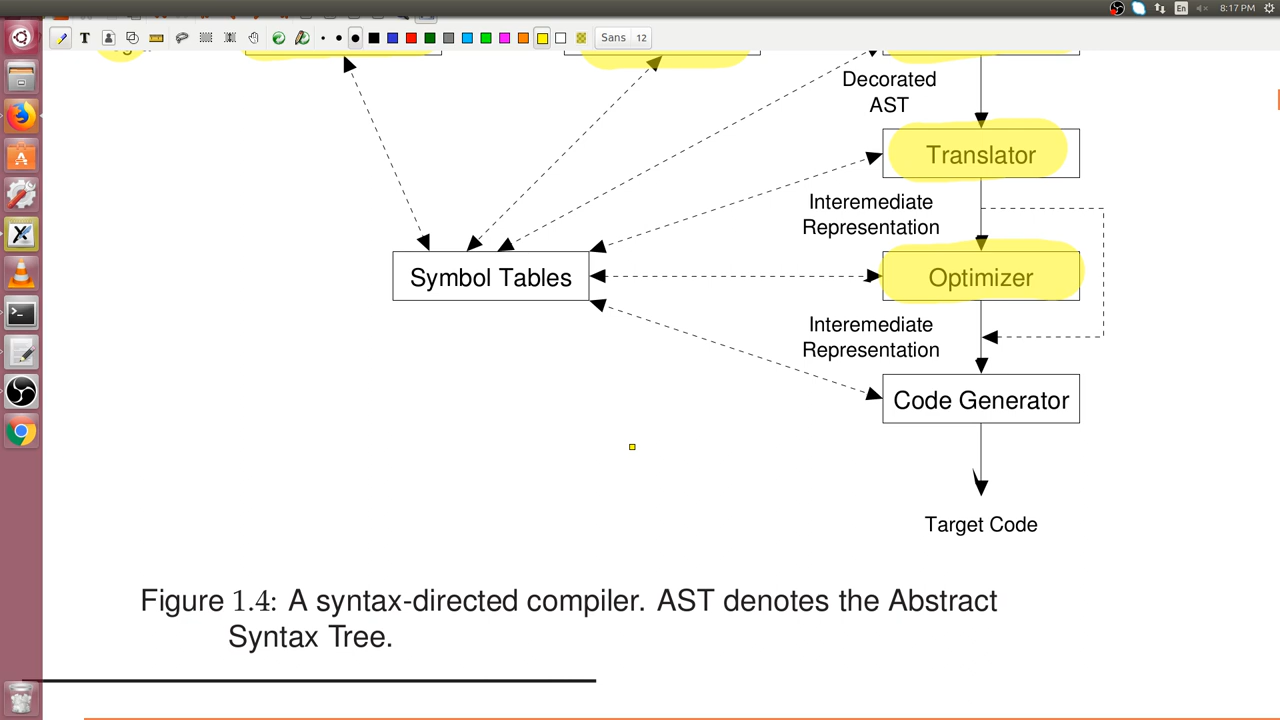 En
8:17 PM
T
Sans 12
Decorated
AST
Translator
Interemediate
Representation
Symbol Tables
Optimizer
Interemediate
Representation
Code Generator
Target Code
Figure 1.4: A syntax-directed compiler. AST denotes the Abstract
Syntax Tree.